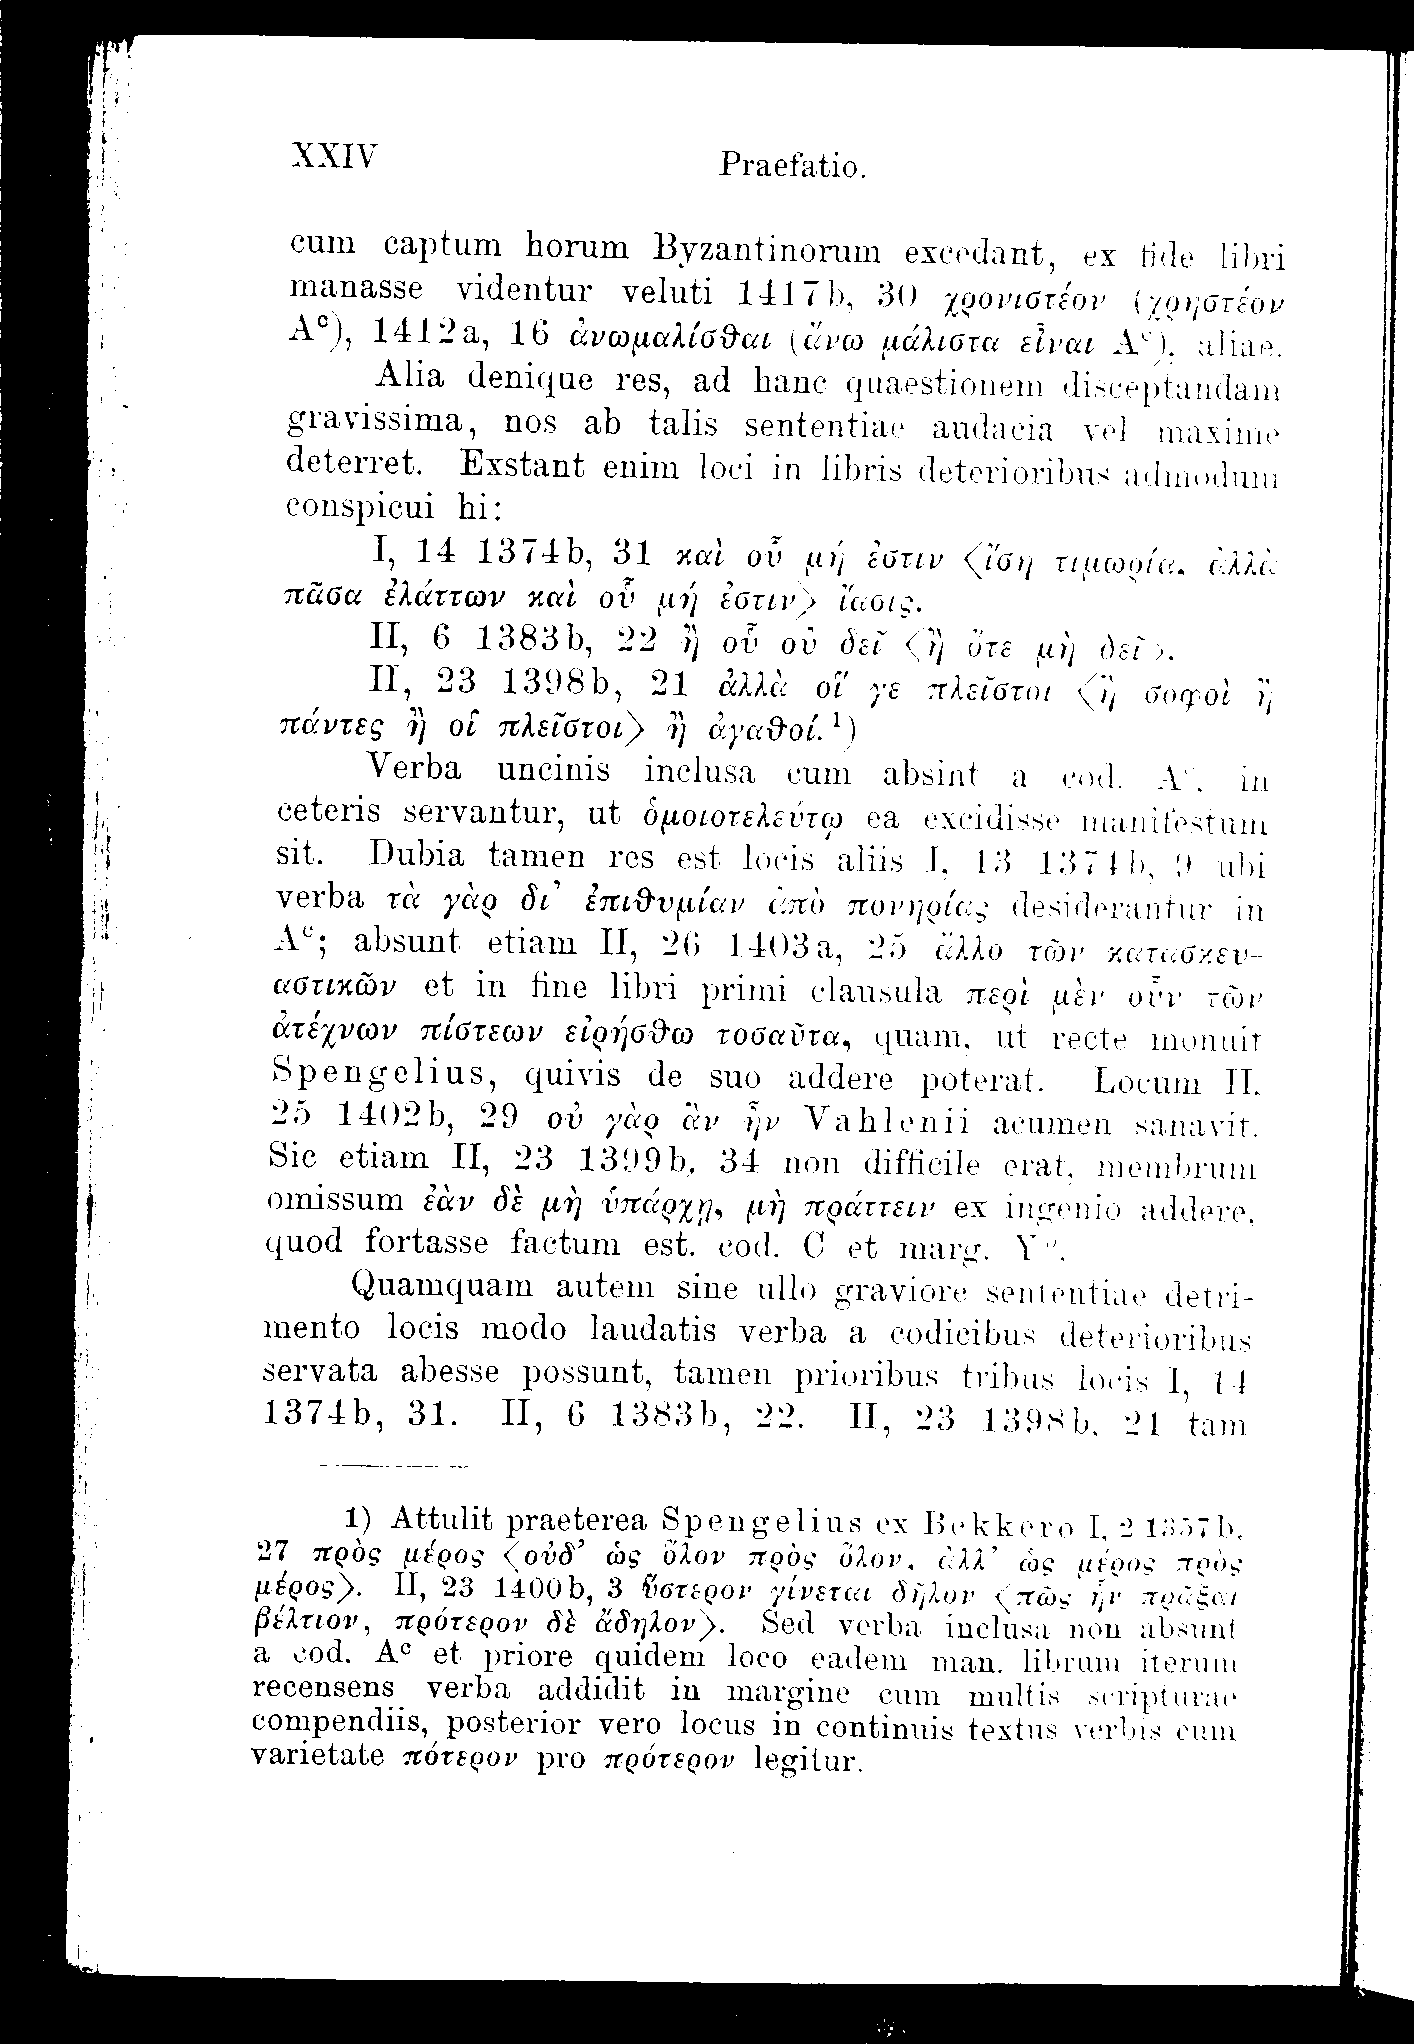 XXIV Praefatio.
cum captum horum Byzantinorum excedant, ex fide libri
manasse videntur veluti 1417b, 30 χρονιστέον (χρηστέον
Aᶜ), 1412a, 16 ἀνωμαλίσθαι (ἄνω μάλιστα εἶναι Aᶜ), aliae.
Alia denique res, ad hanc quaestionem disceptandam
gravissima, nos ab talis sententiae audacia vel maxime
deterret. Exstant enim loci in libris deterioribus admodum
conspicui hi:
I, 14 1374b, 31 καὶ οὗ μή ἐστιν ⟨ἴση τιμωρία, ἀλλὰ
πᾶσα ἐλάττων καὶ οὗ μή ἐστιν⟩ ἴασις.
II, 6 1383b, 22 ἢ οὗ οὐ δεῖ ⟨ἢ ὅτε μὴ δεῖ⟩.
II, 23 1398b, 21 ἀλλὰ οἵ γε πλεῖστοι ⟨ἢ σοφοὶ ἢ
πάντες ἢ οἱ πλεῖστοι⟩ ἢ ἀγαθοί.¹)
Verba uncinis inclusa cum absint a cod. Aᶜ, in
ceteris servantur, ut ὁμοιοτελεύτῳ ea excidisse manifestum
sit. Dubia tamen res est locis aliis I, 13 1374b, 9 ubi
verba τὰ γὰρ δι’ ἐπιθυμίαν ἀπὸ πονηρίας desiderantur in
Aᶜ; absunt etiam II, 26 1403a, 25 ἄλλο τῶν κατασκευ-
αστικῶν et in fine libri primi clausula περὶ μὲν οὖν τῶν
ἀτέχνων πίστεων εἰρήσθω τοσαῦτα, quam, ut recte monuit
Spengelius, quivis de suo addere poterat. Locum II,
25 1402b, 29 οὐ γὰρ ἂν ἦν Vahlenii acumen sanavit.
Sic etiam II, 23 1399b, 34 non difficile erat, membrum
omissum ἐὰν δὲ μὴ ὑπάρχῃ, μὴ πράττειν ex ingenio addere,
quod fortasse factum est. cod. C et marg. Yᵇ.
Quamquam autem sine ullo graviore sententiae detri-
mento locis modo laudatis verba a codicibus deterioribus
servata abesse possunt, tamen prioribus tribus locis I, 14
1374b, 31. II, 6 1383b, 22. II, 23 1398b, 21 tam
1) Attulit praeterea Spengelius ex Bekkero I, 2 1357b,
27 πρὸς μέρος ⟨οὐδ’ ὡς ὅλον πρὸς ὅλον, ἀλλ’ ὡς μέρος πρὸς
μέρος⟩. II, 23 1400b, 3 ὕστερον γίνεται δῆλον ⟨πῶς ἦν πρᾶξαι
βέλτιον, πρότερον δὲ ἄδηλον⟩. Sed verba inclusa non absunt
a cod. Aᶜ et priore quidem loco eadem man. librum iterum
recensens verba addidit in margine cum multis scripturae
compendiis, posterior vero locus in continuis textus verbis cum
varietate πότερον pro πρότερον legitur.